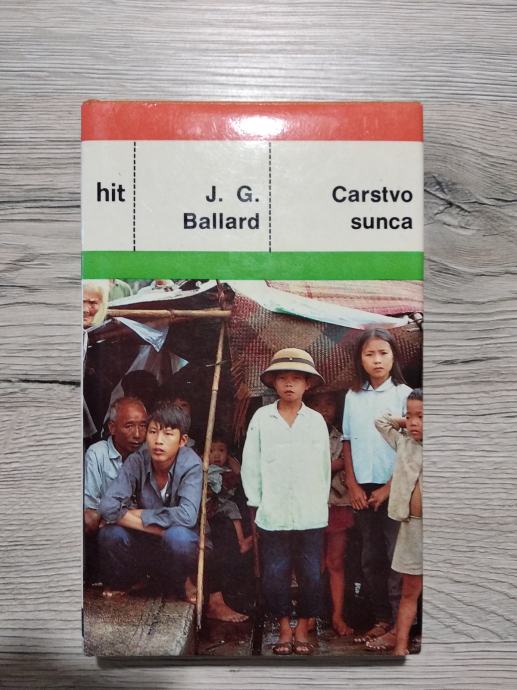 hit
J. G.
Ballard
Carstvo
sunca